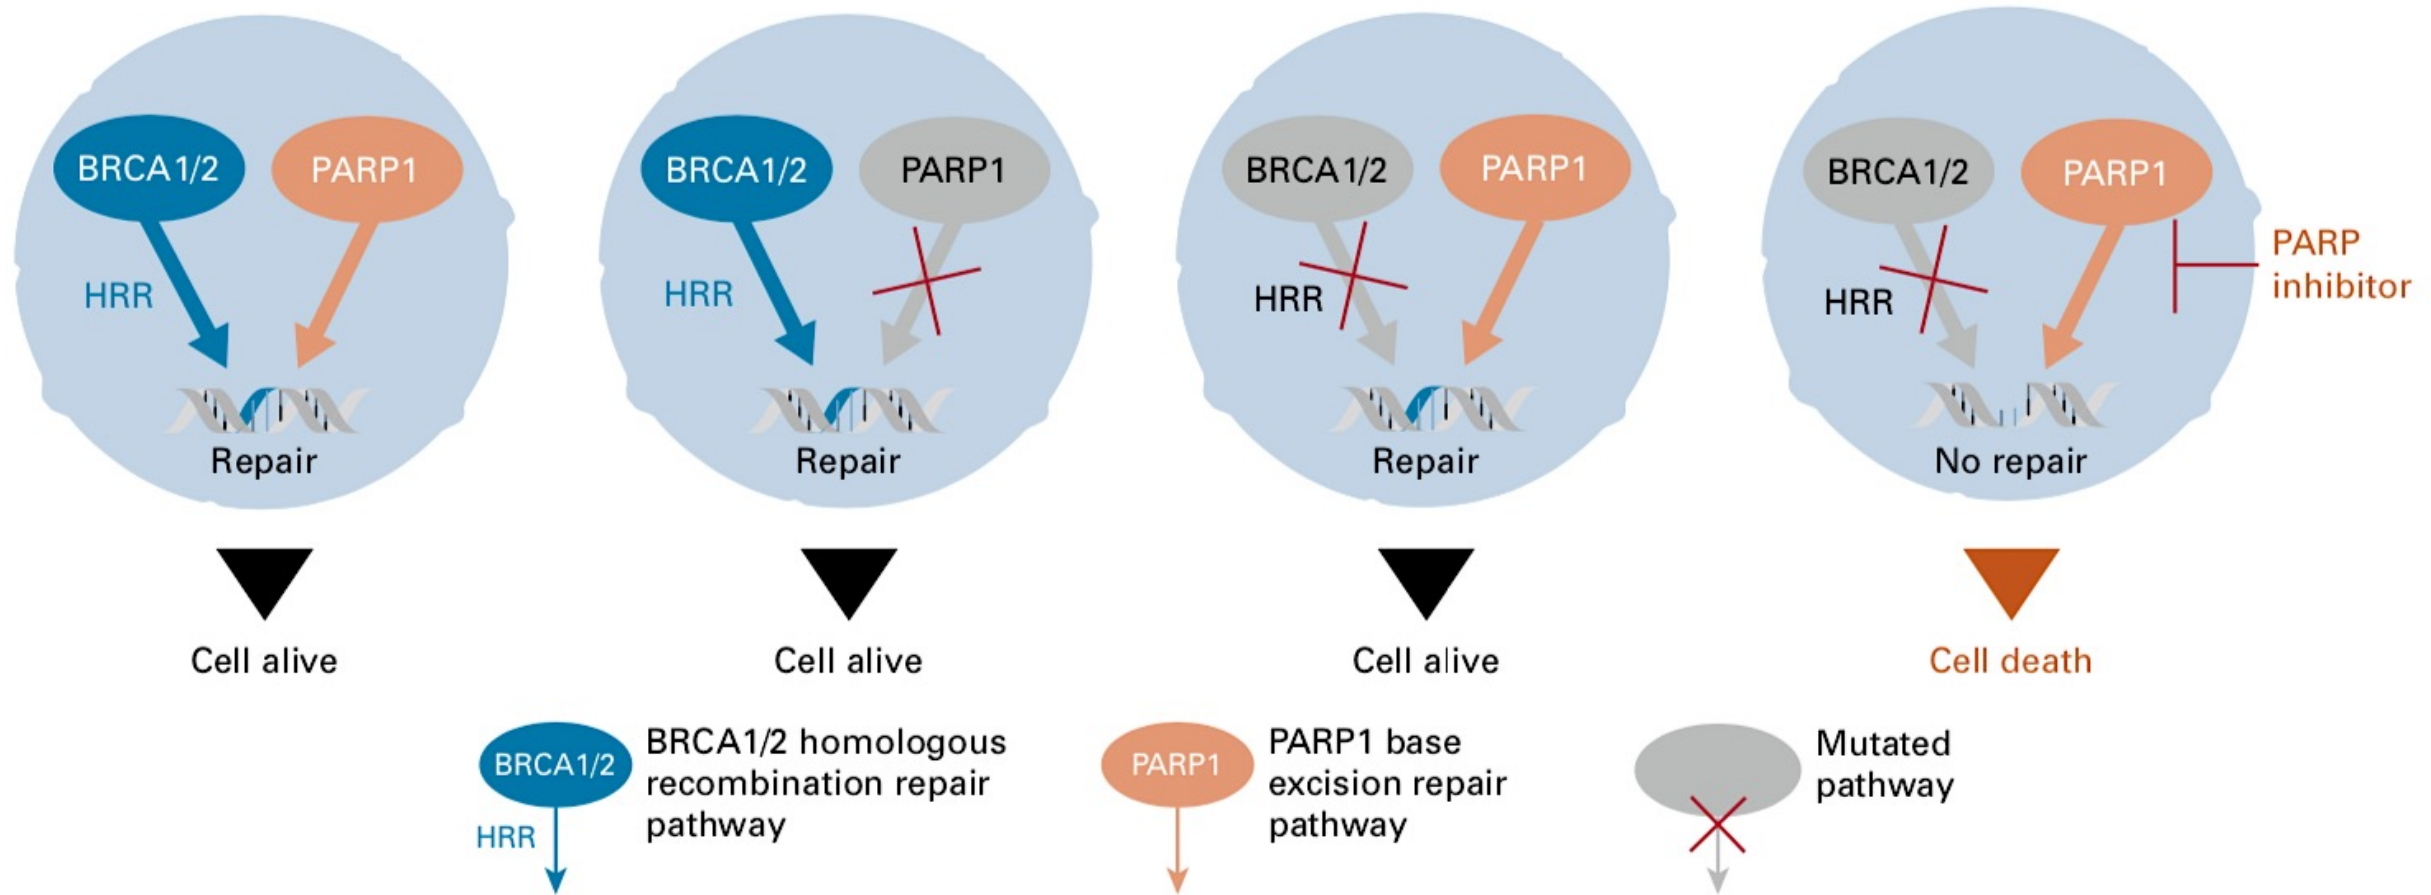 BRCA1/2
PARP1
HRR
Repair
Cell alive
BRCA1/2
PARP1
HRR
Repair
Cell alive
BRCA1/2
PARP1
HRR
Repair
Cell alive
BRCA1/2
PARP1
HRR
PARP
inhibitor
No repair
Cell death
BRCA1/2
HRR
BRCA1/2 homologous
recombination repair
pathway
PARP1
PARP1 base
excision repair
pathway
Mutated
pathway